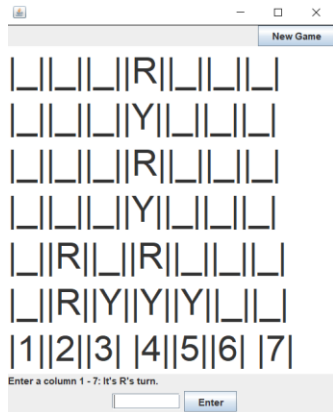 New Game
|_||_||_||R||_||_||_|
|_||_||_||Y||_||_||_|
|_||_||_||R||_||_||_|
|_||_||_||Y||_||_||_|
|_||R||_||R||_||_||_|
|_||R||Y||Y||Y||_||_|
|1||2||3| |4||5||6| |7|
Enter a column 1 - 7: It's R's turn.
Enter